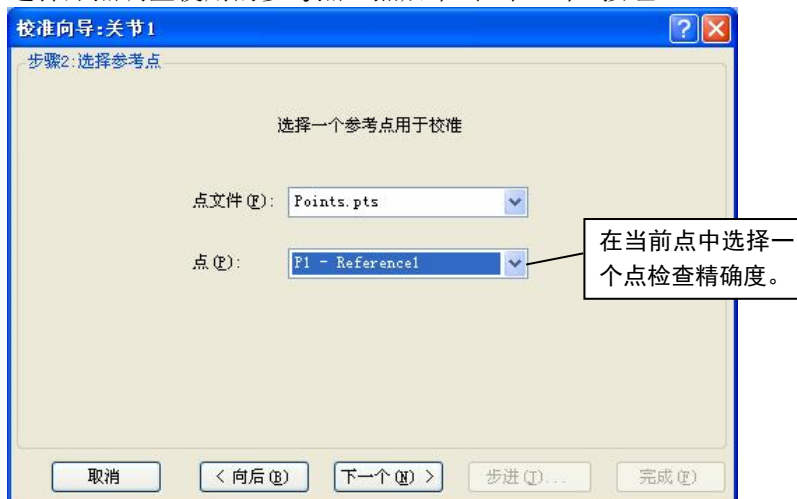 校准向导:关节1
步骤2:选择参考点
选择一个参考点用于校准
点文件(F): Points.pts
点(P): P1 - Reference1
在当前点中选择一
个点检查精确度。
取消 < 向后(B) 下一个(N) > 步进(J)... 完成(F)